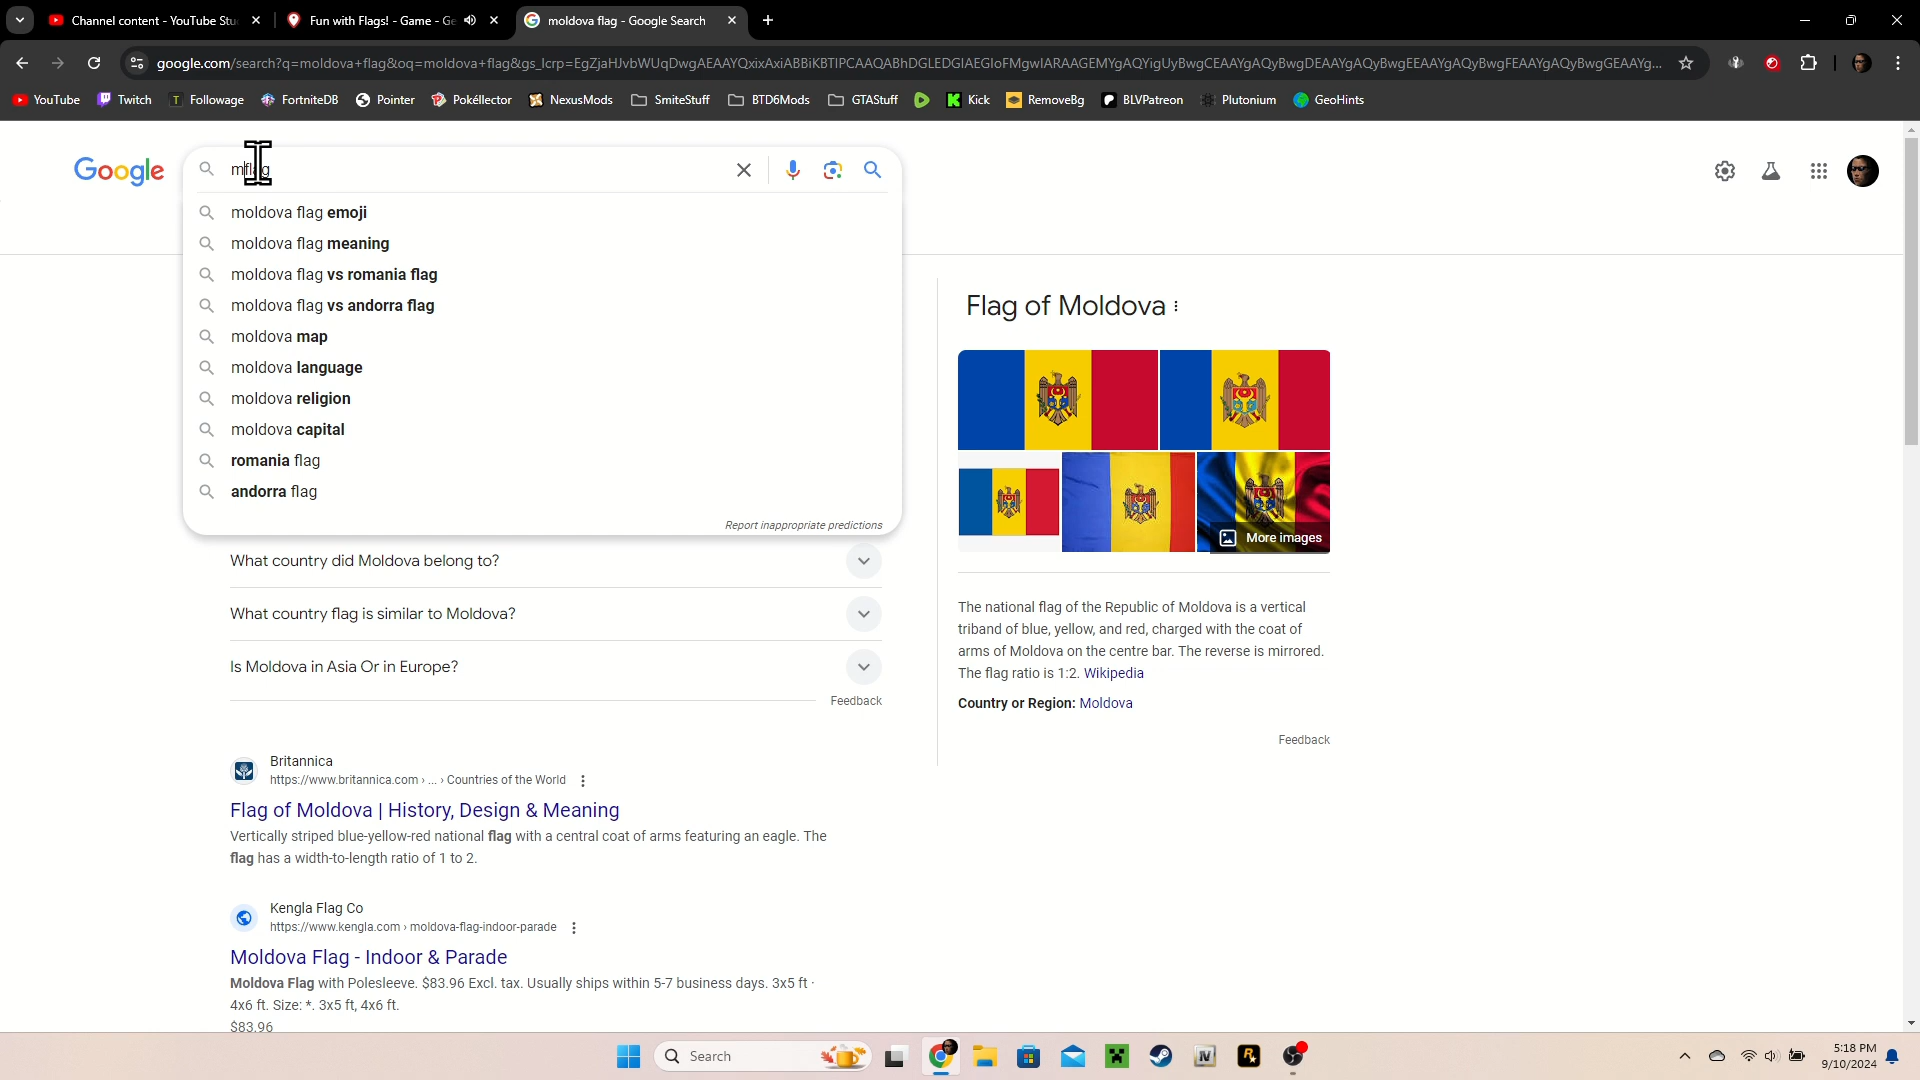 Channel content - YouTube Stu
Fun with Flags! - Game - Ge
moldova flag - Google Search
google.com/search?q=moldova+flag&oq=moldova+flag&gs_lcrp=EgZjaHJvbWUqDwgAEAAYQxixAxiABBiKBTIPCAAQABhDGLEDGIAEGIoFMgwIARAAGEMYgAQYigUyBwgCEAAYgAQyBwgDEAAYgAQyBwgEEAAYgAQyBwgFEAAYgAQyBwgGEAAYg...
YouTube
Twitch
Followage
FortniteDB
Pointer
Pokéllector
NexusMods
SmiteStuff
BTD6Mods
GTAStuff
Kick
RemoveBg
BLVPatreon
Plutonium
GeoHints
Google
mflag
moldova flag emoji
moldova flag meaning
moldova flag vs romania flag
moldova flag vs andorra flag
moldova map
moldova language
moldova religion
moldova capital
romania flag
andorra flag
Report inappropriate predictions
What country did Moldova belong to?
What country flag is similar to Moldova?
Is Moldova in Asia Or in Europe?
Feedback
Britannica
https://www.britannica.com › ... › Countries of the World
Flag of Moldova | History, Design & Meaning
Vertically striped blue-yellow-red national flag with a central coat of arms featuring an eagle. The
flag has a width-to-length ratio of 1 to 2.
Kengla Flag Co
https://www.kengla.com › moldova-flag-indoor-parade
Moldova Flag - Indoor & Parade
Moldova Flag with Polesleeve. $83.96 Excl. tax. Usually ships within 5-7 business days. 3x5 ft ·
4x6 ft. Size: *. 3x5 ft, 4x6 ft.
$83.96
Flag of Moldova
More images
The national flag of the Republic of Moldova is a vertical
triband of blue, yellow, and red, charged with the coat of
arms of Moldova on the centre bar. The reverse is mirrored.
The flag ratio is 1:2. Wikipedia
Country or Region: Moldova
Feedback
Search
5:18 PM
9/10/2024